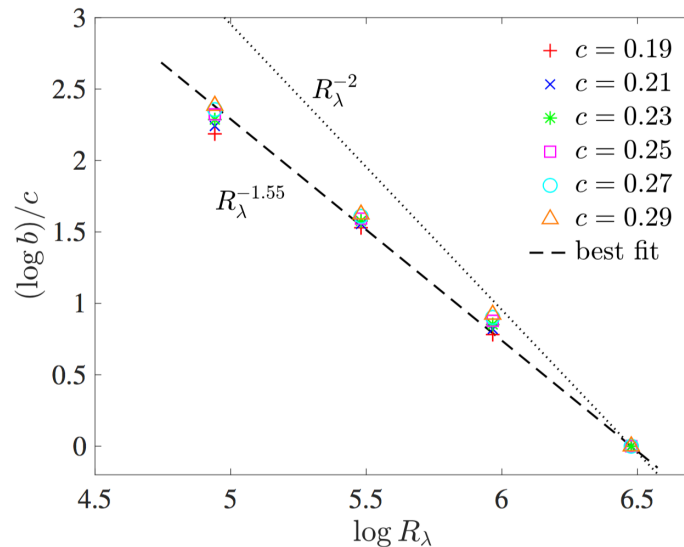 3
2.5
2
1.5
1
0.5
0
4.5 5 5.5 6 6.5
(log b)/c
log R_λ
R_λ^{-2}
R_λ^{-1.55}
c = 0.19
c = 0.21
c = 0.23
c = 0.25
c = 0.27
c = 0.29
best fit